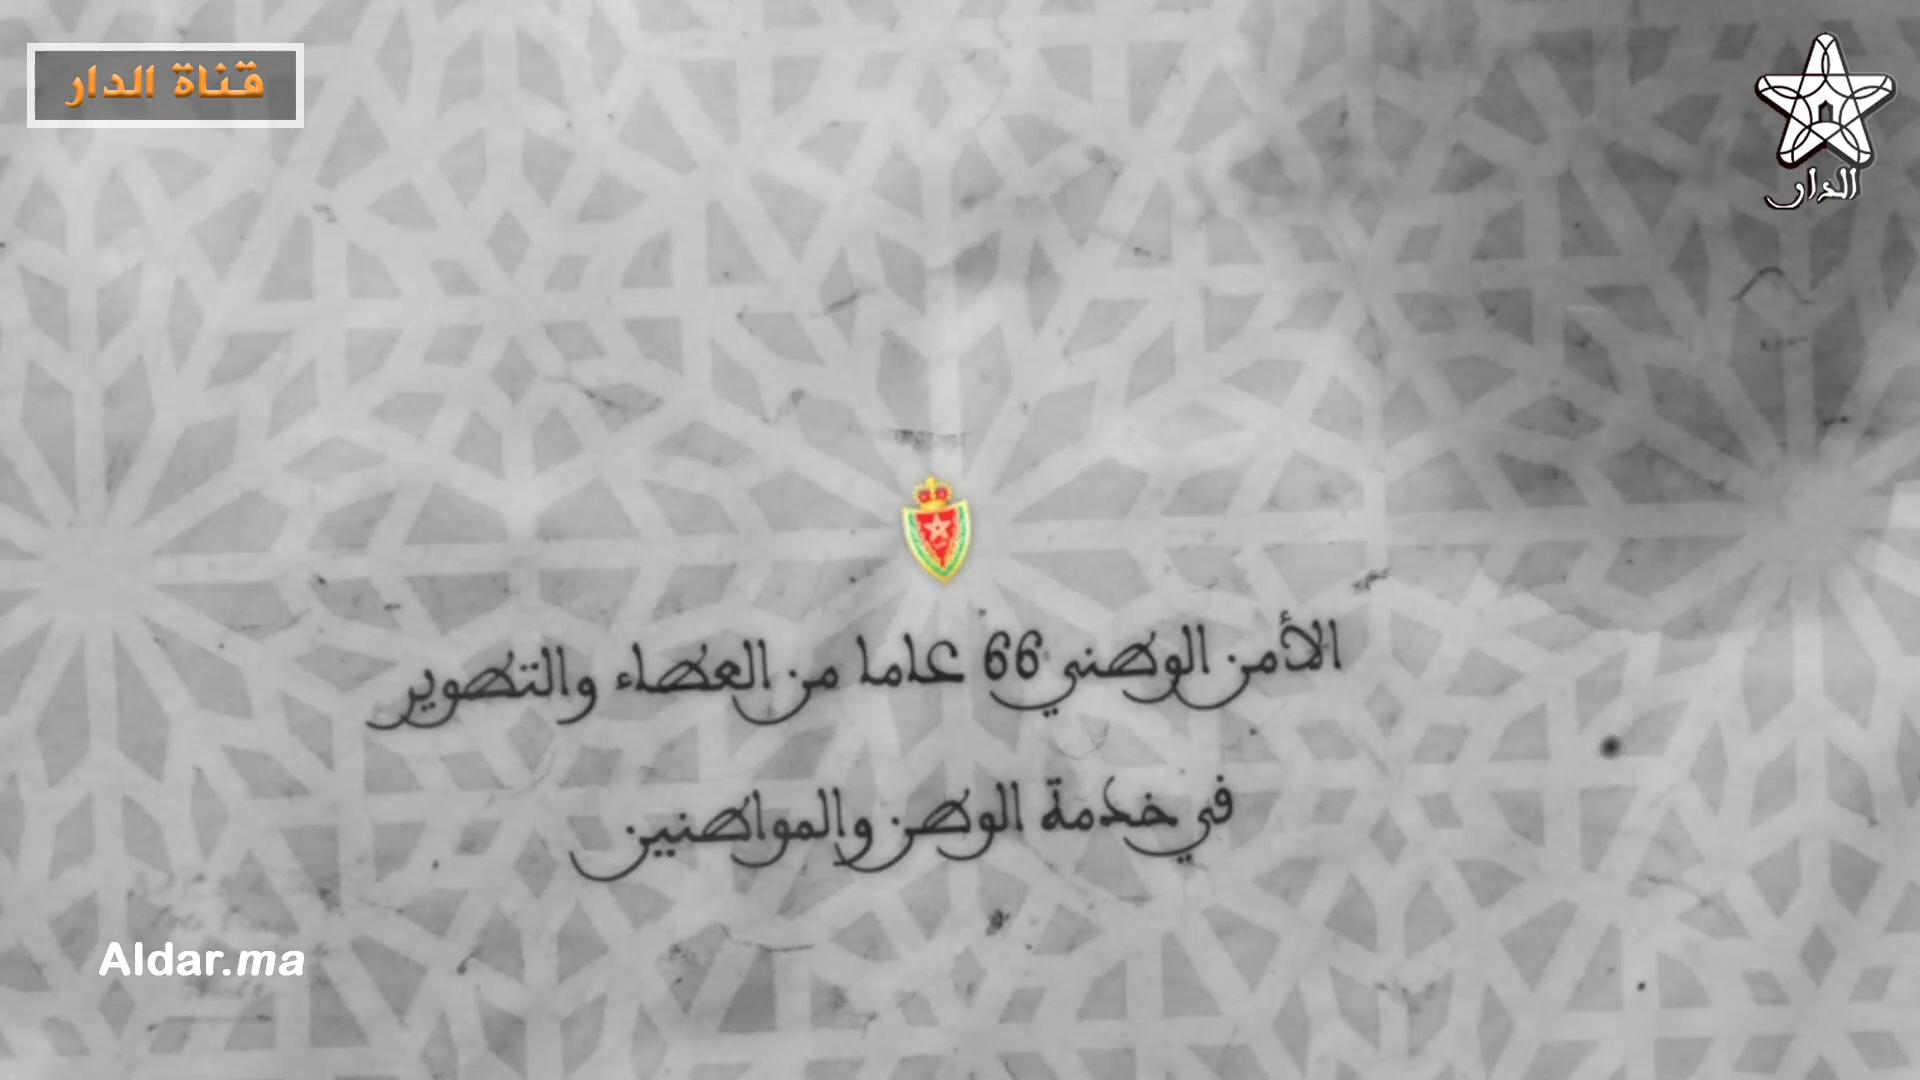 قناة الدار
الدار
الأمن الوطني 66 عاما من العطاء والتطوير
في خدمة الوطن والمواطنين
Aldar.ma